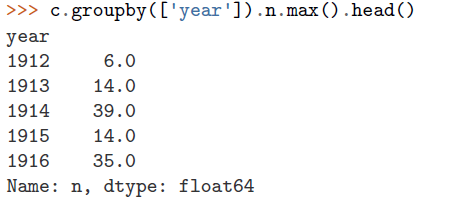 >>> c.groupby(['year']).n.max().head()
year
1912     6.0
1913    14.0
1914    39.0
1915    14.0
1916    35.0
Name: n, dtype: float64